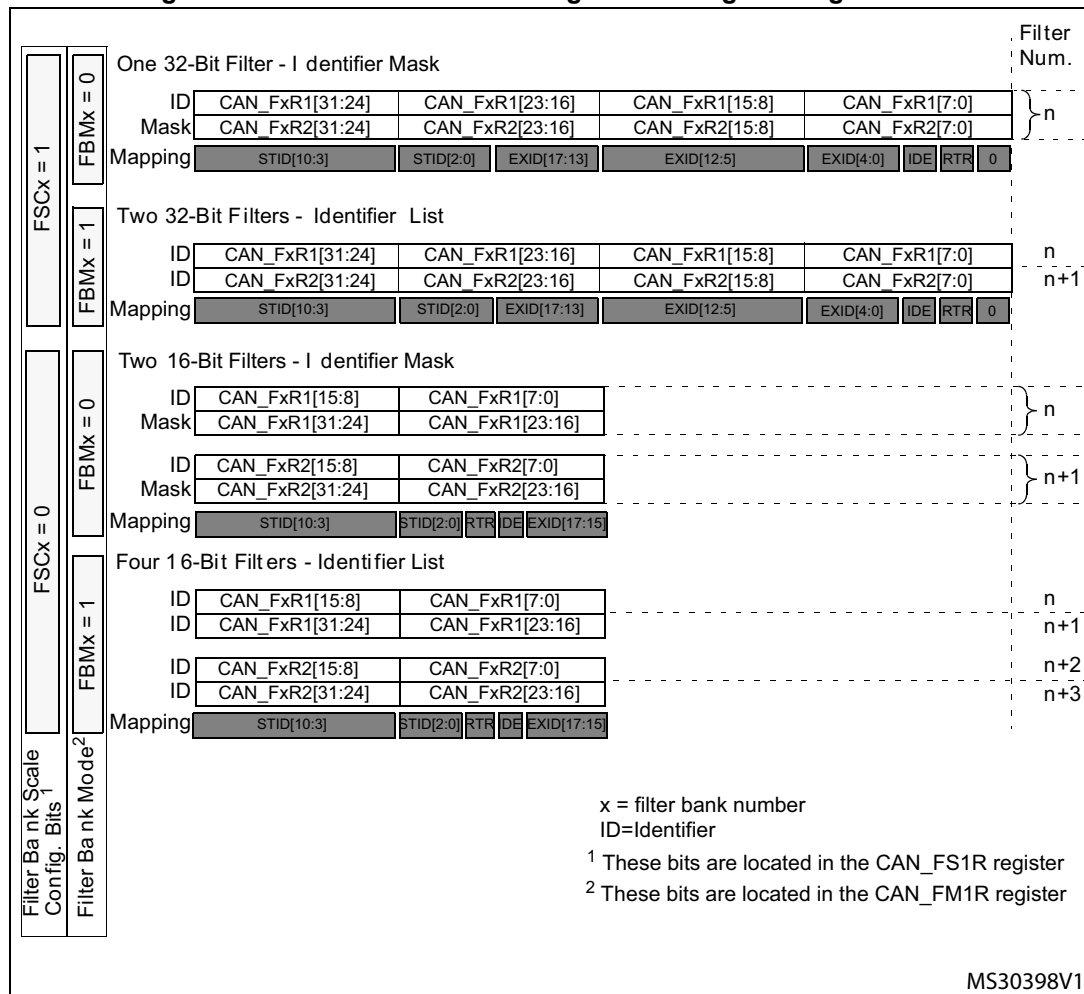 Filter
Num.
One 32-Bit Filter - I dentifier Mask
FSCx = 1
FBMx = 0
ID CAN_FxR1[31:24] CAN_FxR1[23:16] CAN_FxR1[15:8] CAN_FxR1[7:0] n
Mask CAN_FxR2[31:24] CAN_FxR2[23:16] CAN_FxR2[15:8] CAN_FxR2[7:0]
Mapping STID[10:3] STID[2:0] EXID[17:13] EXID[12:5] EXID[4:0] IDE RTR 0
Two 32-Bit Filters - Identifier List
FBMx = 1
ID CAN_FxR1[31:24] CAN_FxR1[23:16] CAN_FxR1[15:8] CAN_FxR1[7:0] n
ID CAN_FxR2[31:24] CAN_FxR2[23:16] CAN_FxR2[15:8] CAN_FxR2[7:0] n+1
Mapping STID[10:3] STID[2:0] EXID[17:13] EXID[12:5] EXID[4:0] IDE RTR 0
Two 16-Bit Filters - I dentifier Mask
FSCx = 0
FBMx = 0
ID CAN_FxR1[15:8] CAN_FxR1[7:0] n
Mask CAN_FxR1[31:24] CAN_FxR1[23:16]
ID CAN_FxR2[15:8] CAN_FxR2[7:0] n+1
Mask CAN_FxR2[31:24] CAN_FxR2[23:16]
Mapping STID[10:3] STID[2:0] RTR IDE EXID[17:15]
Four 16-Bit Filters - Identifier List
FBMx = 1
ID CAN_FxR1[15:8] CAN_FxR1[7:0] n
ID CAN_FxR1[31:24] CAN_FxR1[23:16] n+1
ID CAN_FxR2[15:8] CAN_FxR2[7:0] n+2
ID CAN_FxR2[31:24] CAN_FxR2[23:16] n+3
Mapping STID[10:3] STID[2:0] RTR IDE EXID[17:15]
Filter Ba nk Scale
Config. Bits 1
Filter Ba nk Mode2
x = filter bank number
ID=Identifier
1 These bits are located in the CAN_FS1R register
2 These bits are located in the CAN_FM1R register
MS30398V1